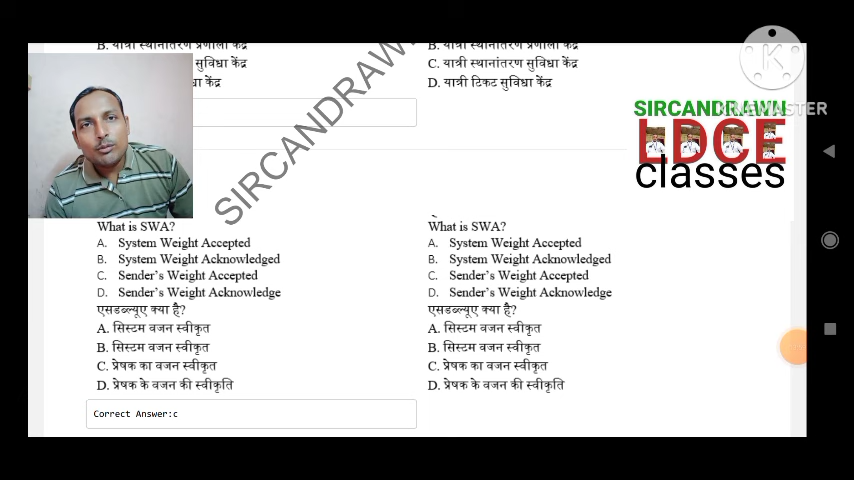 B. यात्री स्थानांतरण प्रणाली केंद्र
सुविधा केंद्र
धा केंद्र
B. यात्री स्थानांतरण प्रणाली केंद्र
C. यात्री स्थानांतरण सुविधा केंद्र
D. यात्री टिकट सुविधा केंद्र
SIRCANDRAWN
K
KINEMASTER
SIRCANDRAWN
LDCE
classes
What is SWA?
A. System Weight Accepted
B. System Weight Acknowledged
C. Sender's Weight Accepted
D. Sender's Weight Acknowledge
एसडब्ल्यूए क्या है?
A. सिस्टम वजन स्वीकृत
B. सिस्टम वजन स्वीकृत
C. प्रेषक का वजन स्वीकृत
D. प्रेषक के वजन की स्वीकृति
Correct Answer:c
What is SWA?
A. System Weight Accepted
B. System Weight Acknowledged
C. Sender's Weight Accepted
D. Sender's Weight Acknowledge
एसडब्ल्यूए क्या है?
A. सिस्टम वजन स्वीकृत
B. सिस्टम वजन स्वीकृत
C. प्रेषक का वजन स्वीकृत
D. प्रेषक के वजन की स्वीकृति